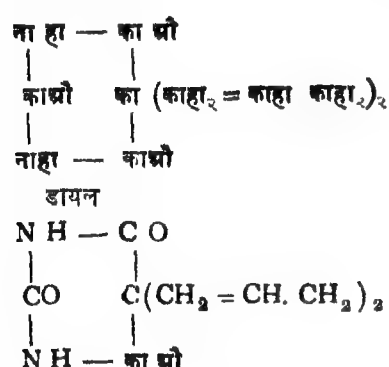 ना हा — का ओ
काओ का (काहा₂ = काहा काहा₂)₂
नाहा — काओ
डायल
N H — C O
CO C(CH₂ = CH. CH₂)₂
N H — का ओ